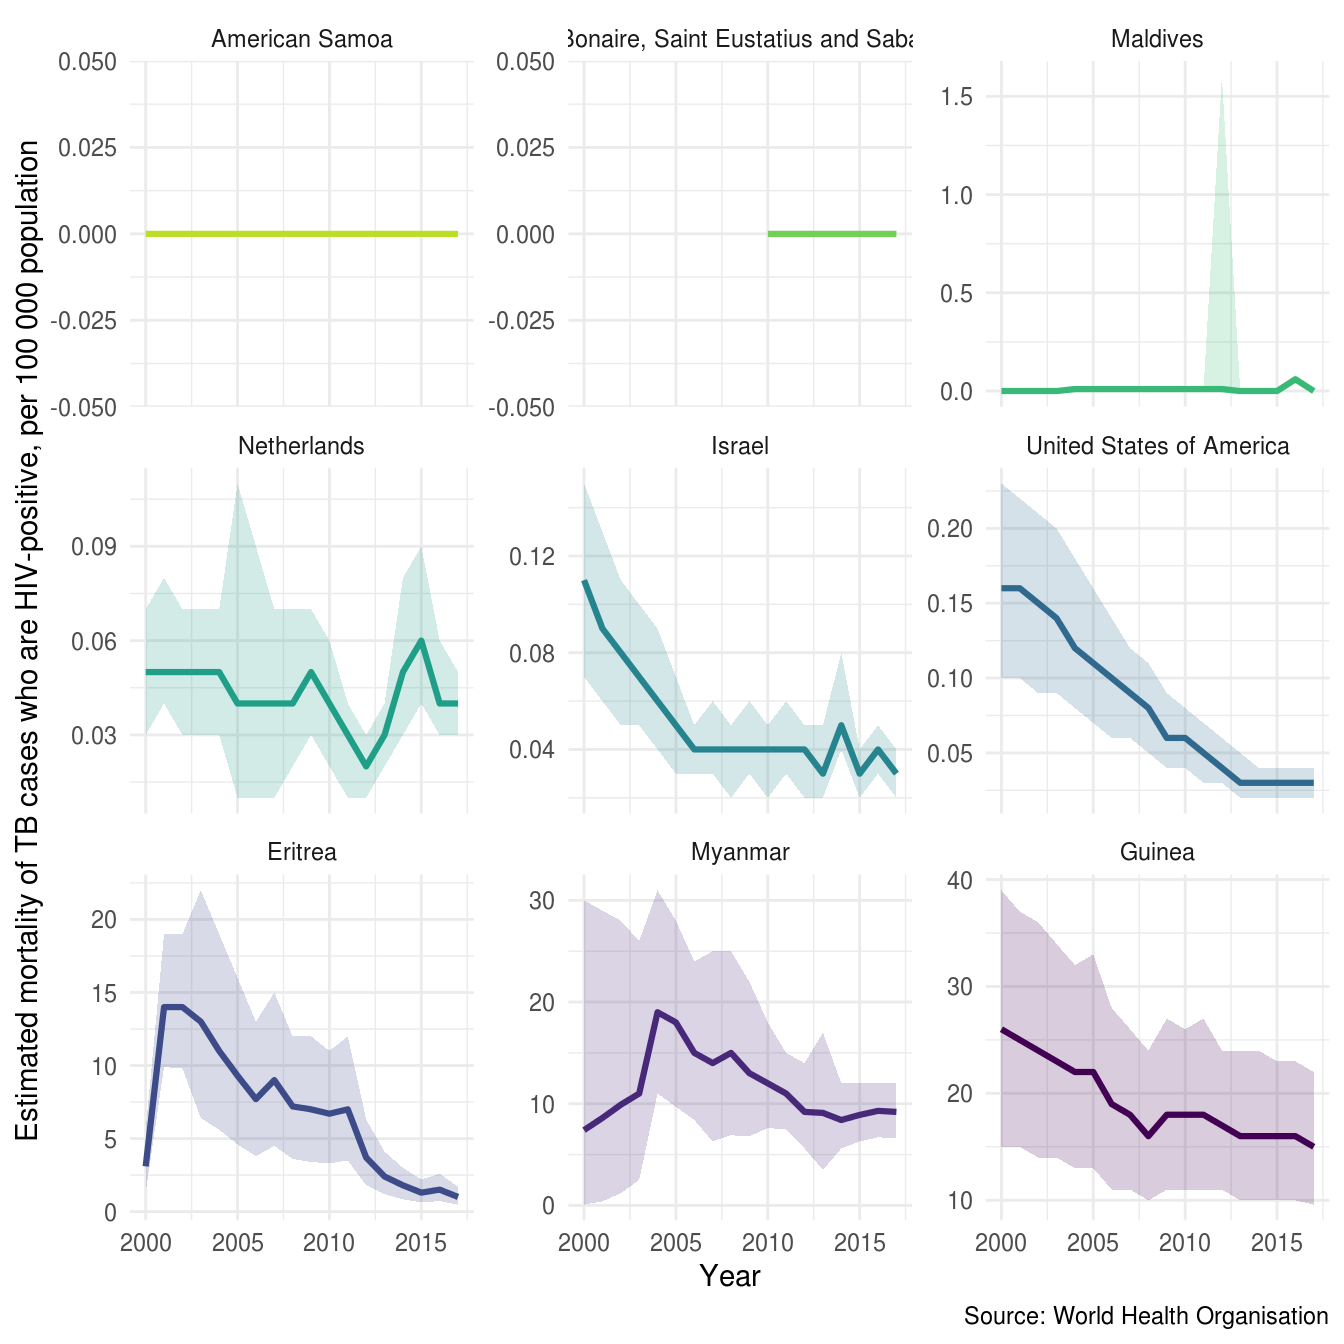 American Samoa
Bonaire, Saint Eustatius and Saba
Maldives
0.050
0.025
0.000
-0.025
-0.050
0.050
0.025
0.000
-0.025
-0.050
1.5
1.0
0.5
0.0
Estimated mortality of TB cases who are HIV-positive, per 100 000 population
Netherlands
Israel
United States of America
0.09
0.06
0.03
0.12
0.08
0.04
0.20
0.15
0.10
0.05
Eritrea
Myanmar
Guinea
20
15
10
5
0
30
20
10
0
40
30
20
10
2000 2005 2010 2015
2000 2005 2010 2015
2000 2005 2010 2015
Year
Source: World Health Organisation